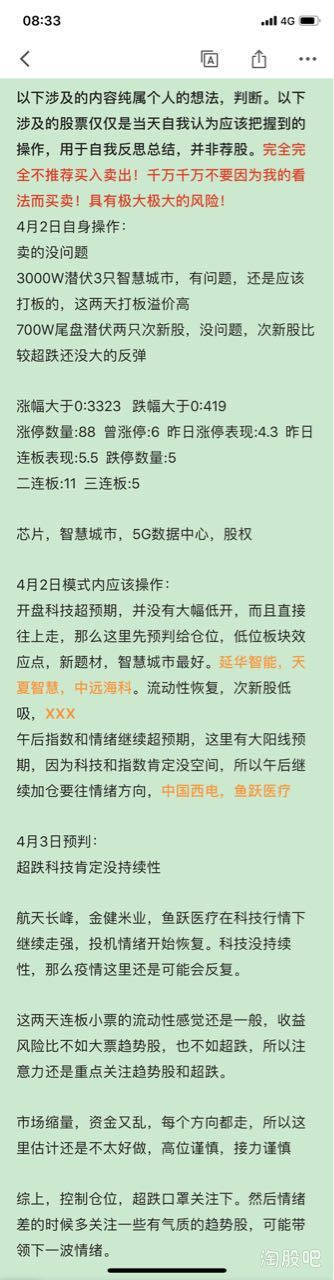 08:33
4G
A
以下涉及的内容纯属个人的想法，判断。以下
涉及的股票仅仅是当天自我认为应该把握到的
操作，用于自我反思总结，并非荐股。完全完
全不推荐买入卖出！千万千万不要因为我的看
法而买卖！具有极大极大的风险！
4月2日自身操作：
卖的没问题
3000W潜伏3只智慧城市，有问题，还是应该
打板的，这两天打板溢价高
700W尾盘潜伏两只次新股，没问题，次新股比
较超跌还没大的反弹
涨幅大于0:3323 跌幅大于0:419
涨停数量:88 曾涨停:6 昨日涨停表现:4.3 昨日
连板表现:5.5 跌停数量:5
二连板:11 三连板:5
芯片，智慧城市，5G数据中心，股权
4月2日模式内应该操作：
开盘科技超预期，并没有大幅低开，而且直接
往上走，那么这里先预判给仓位，低位板块效
应点，新题材，智慧城市最好。延华智能，天
夏智慧，中远海科。流动性恢复，次新股低
吸，XXX
午后指数和情绪继续超预期，这里有大阳线预
期，因为科技和指数肯定没空间，所以午后继
续加仓要往情绪方向，中国西电，鱼跃医疗
4月3日预判：
超跌科技肯定没持续性
航天长峰，金健米业，鱼跃医疗在科技行情下
继续走强，投机情绪开始恢复。科技没持续
性，那么疫情这里还是可能会反复。
这两天连板小票的流动性感觉还是一般，收益
风险比不如大票趋势股，也不如超跌，所以注
意力还是重点关注趋势股和超跌。
市场缩量，资金又乱，每个方向都走，所以这
里估计还是不太好做，高位谨慎，接力谨慎
综上，控制仓位，超跌口罩关注下。然后情绪
差的时候多关注一些有气质的趋势股，可能带
领下一波情绪。
淘股吧